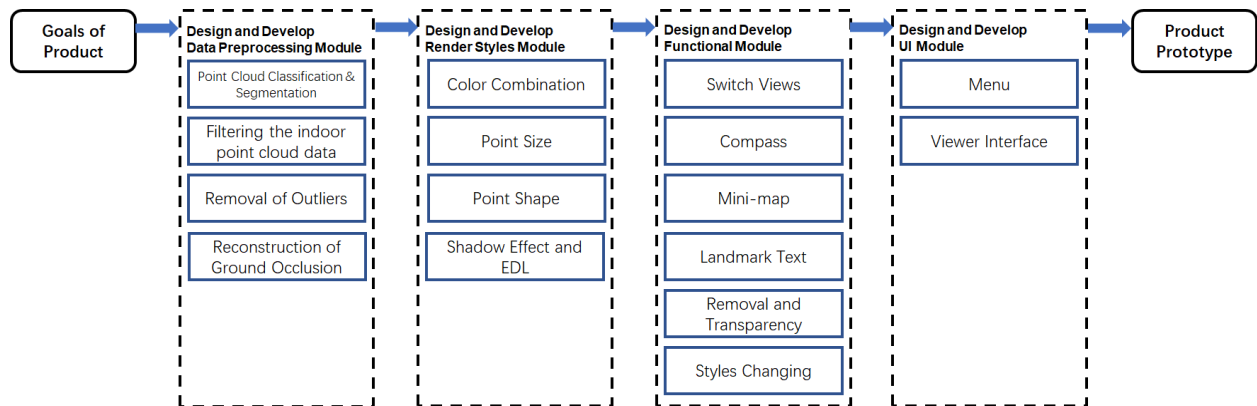 Goals of
Product
Design and Develop
Data Preprocessing Module
Point Cloud Classification &
Segmentation
Filtering the indoor
point cloud data
Removal of Outliers
Reconstruction of
Ground Occlusion
Design and Develop
Render Styles Module
Color Combination
Point Size
Point Shape
Shadow Effect and
EDL
Design and Develop
Functional Module
Switch Views
Compass
Mini-map
Landmark Text
Removal and
Transparency
Styles Changing
Design and Develop
UI Module
Menu
Viewer Interface
Product
Prototype